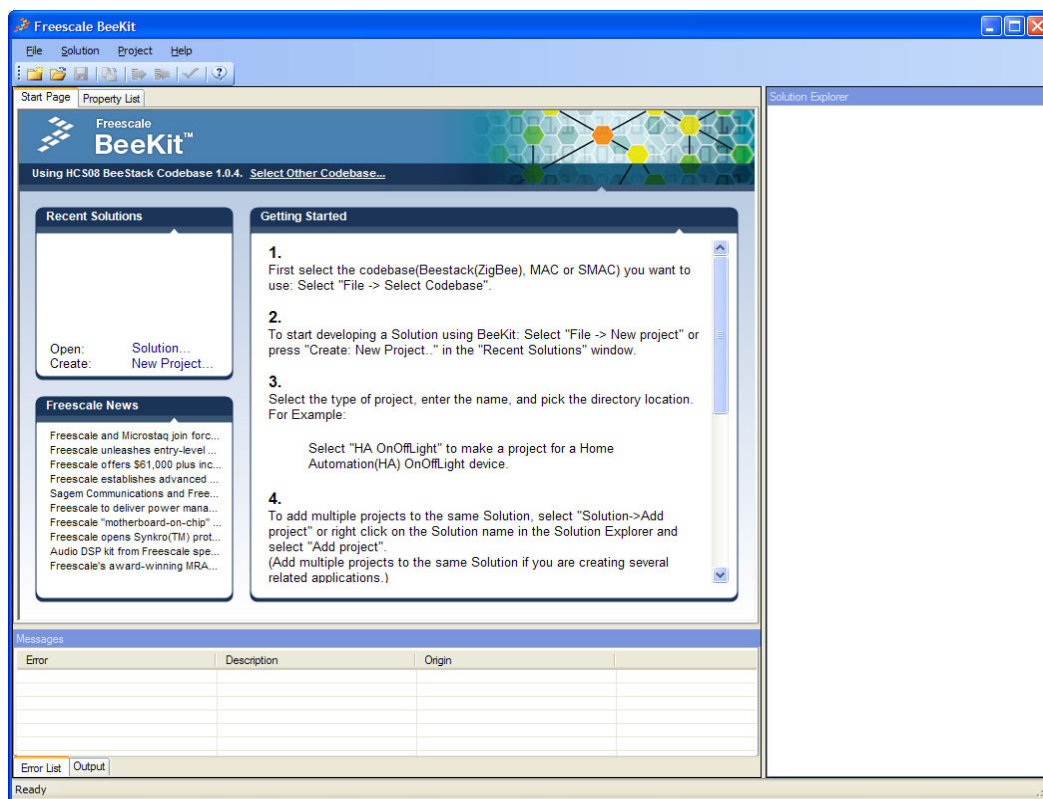 Freescale BeeKit
File Solution Project Help
Start Page Property List
Solution Explorer
Freescale
BeeKit™
Using HCS08 BeeStack Codebase 1.0.4. Select Other Codebase...
Recent Solutions
Open: Solution...
Create: New Project...
Freescale News
Freescale and Microstaq join forc...
Freescale unleashes entry-level ...
Freescale offers $61,000 plus inc...
Freescale establishes advanced ...
Sagem Communications and Free...
Freescale to deliver power mana...
Freescale "motherboard-on-chip" ...
Freescale opens Synkro(TM) prot...
Audio DSP kit from Freescale spe...
Freescale's award-winning MRA...
Getting Started
1.
First select the codebase(Beestack(ZigBee), MAC or SMAC) you want to
use: Select "File -> Select Codebase".
2.
To start developing a Solution using BeeKit: Select "File -> New project" or
press "Create: New Project.." in the "Recent Solutions" window.
3.
Select the type of project, enter the name, and pick the directory location.
For Example:
Select "HA OnOffLight" to make a project for a Home
Automation(HA) OnOffLight device.
4.
To add multiple projects to the same Solution, select "Solution->Add
project" or right click on the Solution name in the Solution Explorer and
select "Add project".
(Add multiple projects to the same Solution if you are creating several
related applications.)
Messages
Error Description Origin
Error List Output
Ready